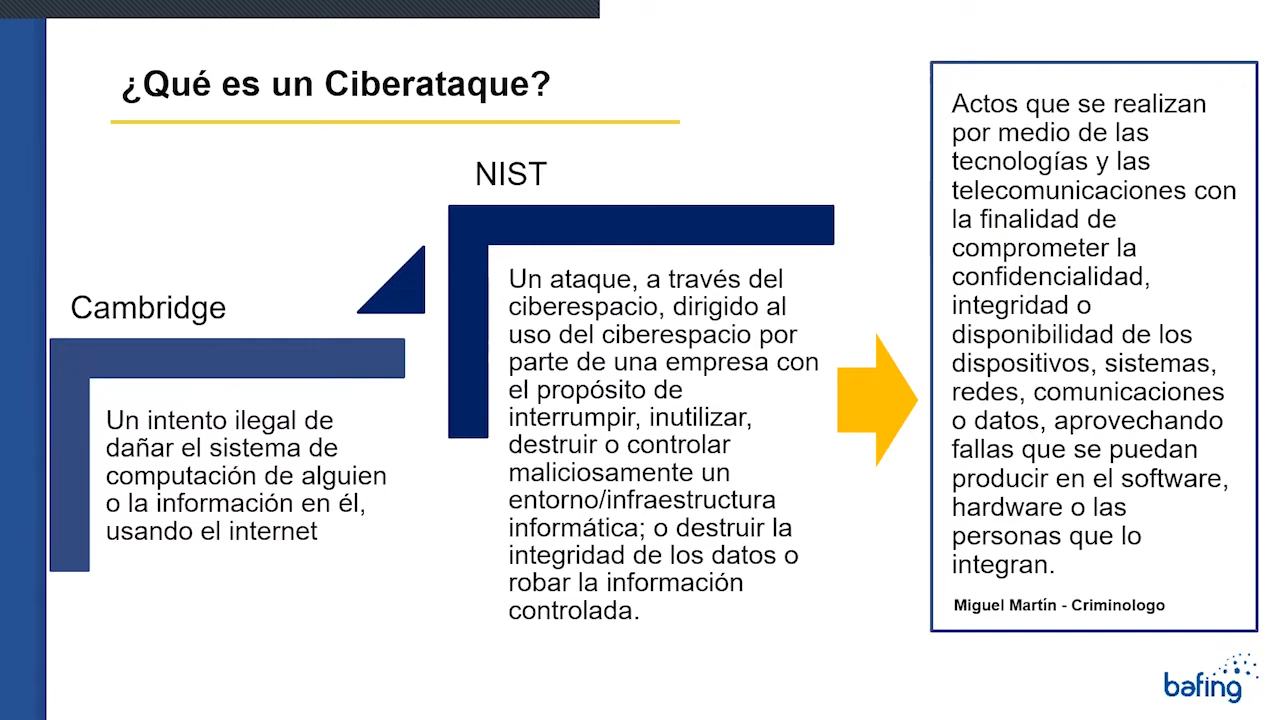 ¿Qué es un Ciberataque?
Cambridge
Un intento ilegal de
dañar el sistema de
computación de alguien
o la información en él,
usando el internet
NIST
Un ataque, a través del
ciberespacio, dirigido al
uso del ciberespacio por
parte de una empresa con
el propósito de
interrumpir, inutilizar,
destruir o controlar
maliciosamente un
entorno/infraestructura
informática; o destruir la
integridad de los datos o
robar la información
controlada.
Actos que se realizan
por medio de las
tecnologías y las
telecomunicaciones con
la finalidad de
comprometer la
confidencialidad,
integridad o
disponibilidad de los
dispositivos, sistemas,
redes, comunicaciones
o datos, aprovechando
fallas que se puedan
producir en el software,
hardware o las
personas que lo
integran.
Miguel Martín - Criminologo
bafing